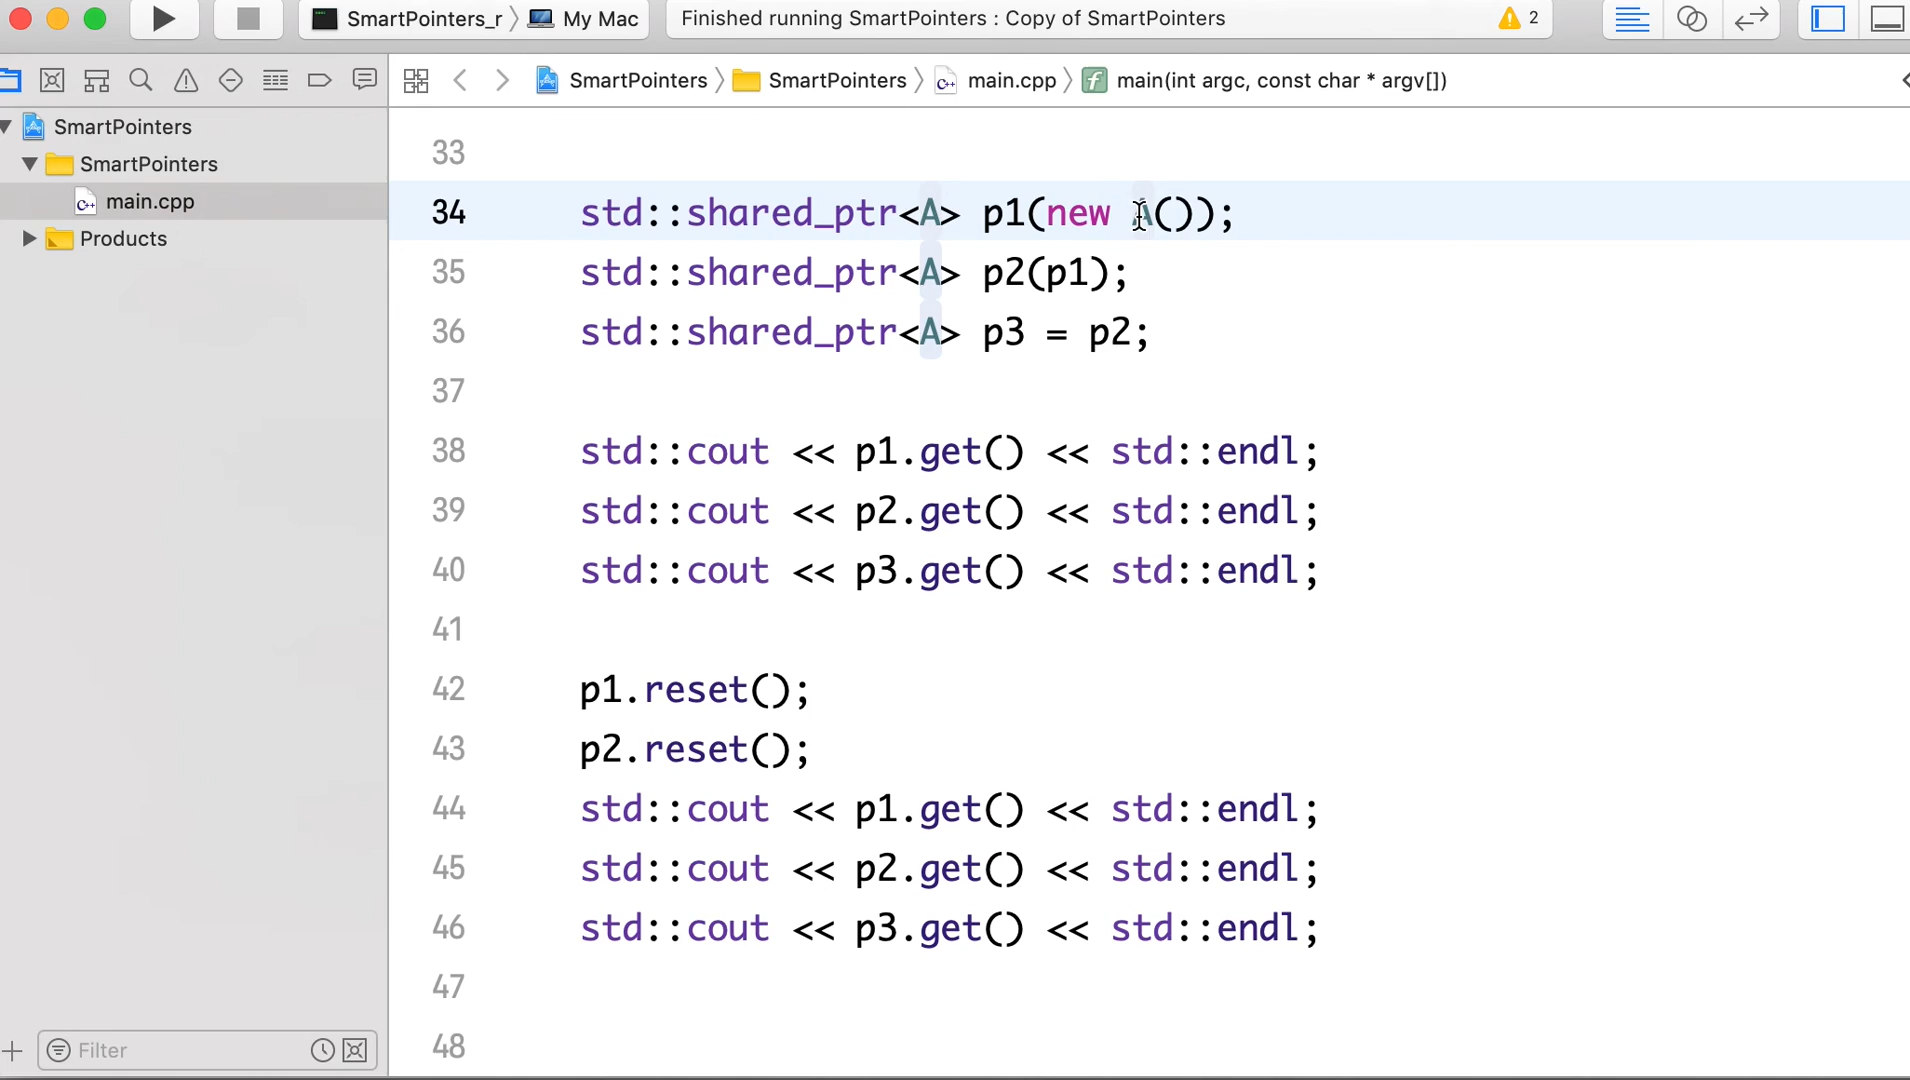 SmartPointers_r › My Mac
Finished running SmartPointers : Copy of SmartPointers
2
SmartPointers › SmartPointers › main.cpp › main(int argc, const char * argv[])
SmartPointers
SmartPointers
main.cpp
Products
33
34 std::shared_ptr<A> p1(new A());
35 std::shared_ptr<A> p2(p1);
36 std::shared_ptr<A> p3 = p2;
37
38 std::cout << p1.get() << std::endl;
39 std::cout << p2.get() << std::endl;
40 std::cout << p3.get() << std::endl;
41
42 p1.reset();
43 p2.reset();
44 std::cout << p1.get() << std::endl;
45 std::cout << p2.get() << std::endl;
46 std::cout << p3.get() << std::endl;
47
48
Filter